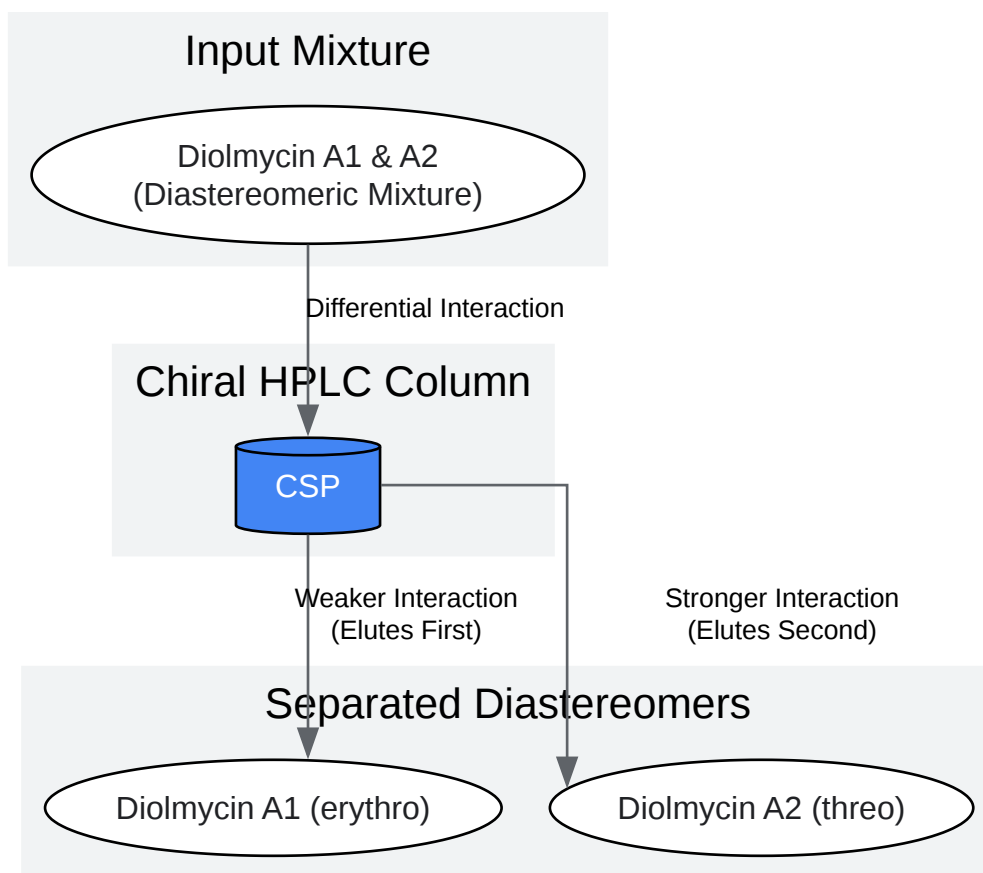 Input Mixture
Diolmycin A1 & A2
(Diastereomeric Mixture)
Differential Interaction
Chiral HPLC Column
CSP
Weaker Interaction
(Elutes First)
Stronger Interaction
(Elutes Second)
Separated Diastereomers
Diolmycin A1 (erythro)
Diolmycin A2 (threo)